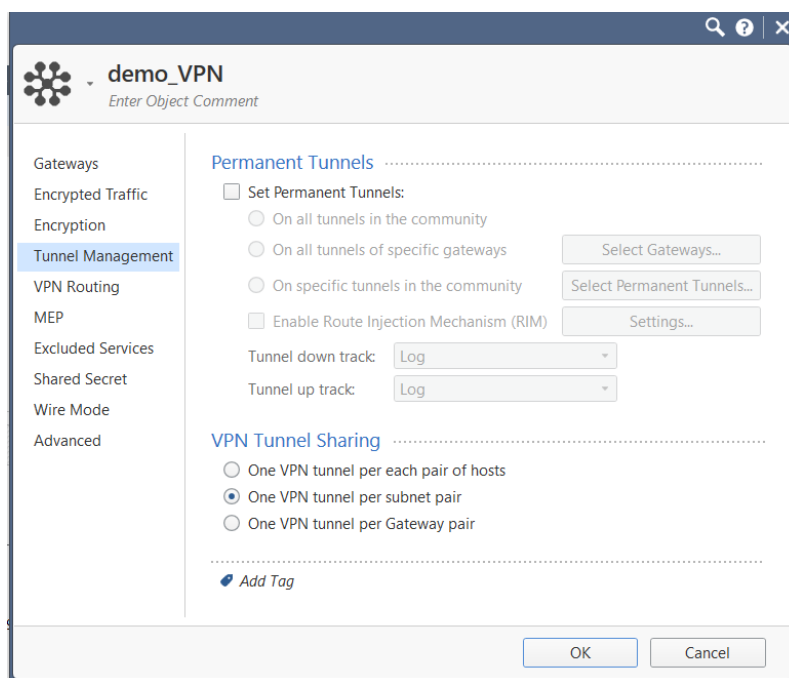 demo_VPN
Enter Object Comment
Gateways
Encrypted Traffic
Encryption
Tunnel Management
VPN Routing
MEP
Excluded Services
Shared Secret
Wire Mode
Advanced
Permanent Tunnels
Set Permanent Tunnels:
On all tunnels in the community
On all tunnels of specific gateways Select Gateways...
On specific tunnels in the community Select Permanent Tunnels...
Enable Route Injection Mechanism (RIM) Settings...
Tunnel down track: Log
Tunnel up track: Log
VPN Tunnel Sharing
One VPN tunnel per each pair of hosts
One VPN tunnel per subnet pair
One VPN tunnel per Gateway pair
Add Tag
OK Cancel